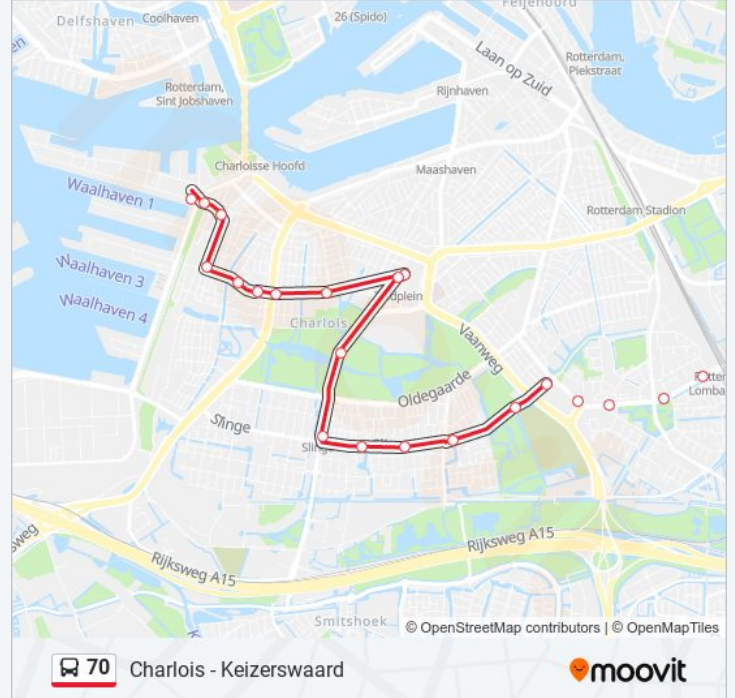 Feijenoord
Delfshaven
Coolhaven
26 (Spido)
Laan op Zuid
Rotterdam,
Piekstraat
Rotterdam,
Sint Jobshaven
Rijnhaven
Charloisse Hoofd
Maashaven
Waalhaven 1
Rotterdam Stadion
Waalhaven 3
Waalhaven 4
dplein
Charlois
Vaanweg
Oldegaarde
Lomba
Slinge
Rijksweg A15
Rijksweg A15
Smitshoek
© OpenStreetMap contributors | © OpenMapTiles
70 Charlois - Keizerswaard
moovit